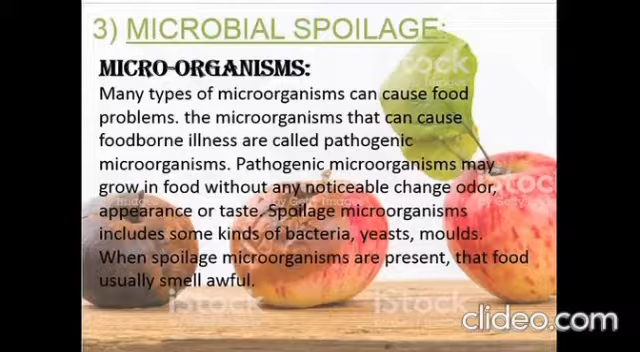 3) MICROBIAL SPOILAGE:
MICRO-ORGANISMS:
Many types of microorganisms can cause food
problems. the microorganisms that can cause
foodborne illness are called pathogenic
microorganisms. Pathogenic microorganisms may
grow in food without any noticeable change odor,
appearance or taste. Spoilage microorganisms
includes some kinds of bacteria, yeasts, moulds.
When spoilage microorganisms are present, that food
usually smell awful.
iStock
iStock
clideo.com